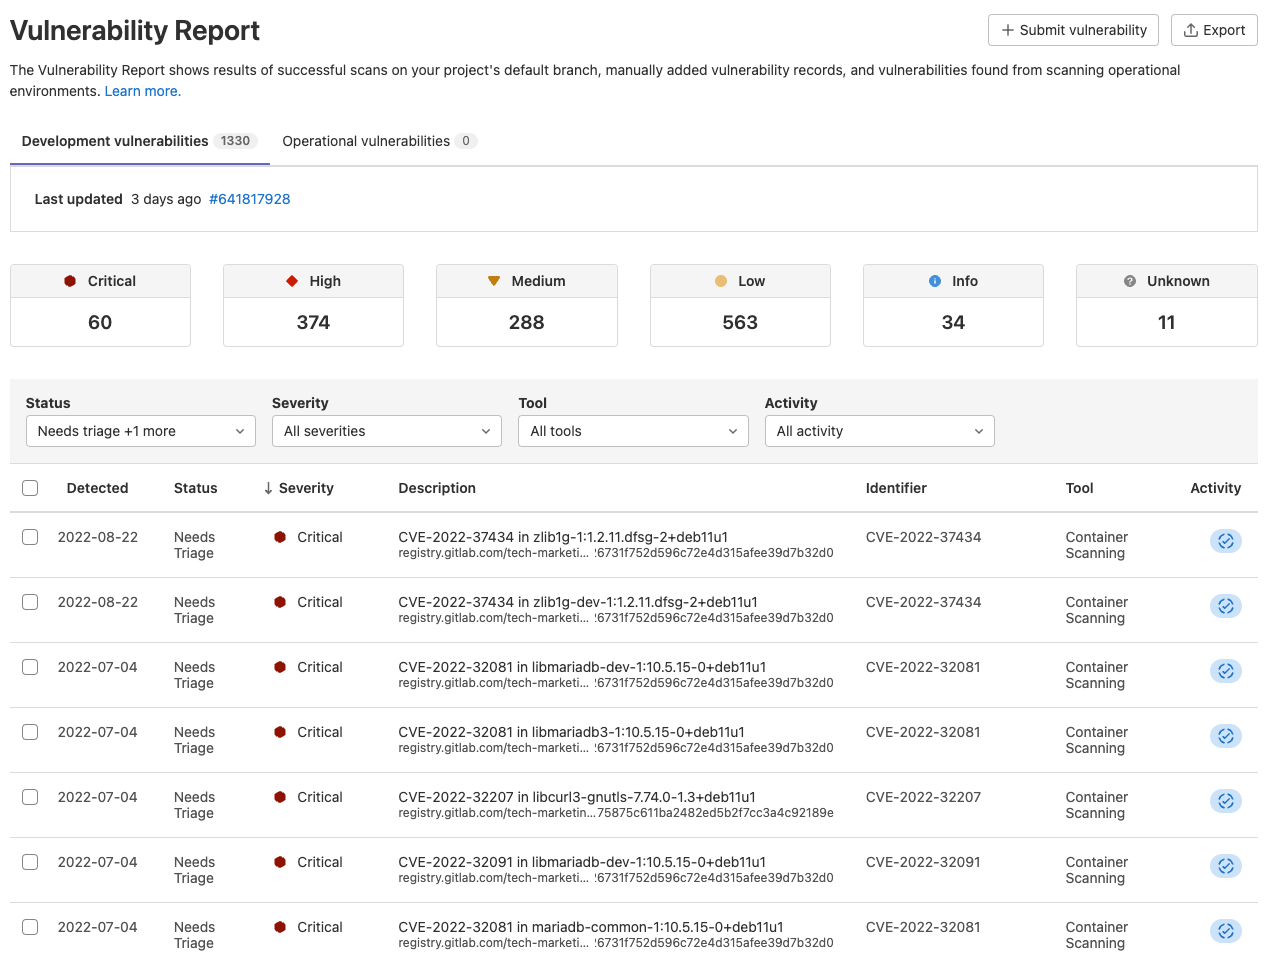 Vulnerability Report
Submit vulnerability
Export
The Vulnerability Report shows results of successful scans on your project's default branch, manually added vulnerability records, and vulnerabilities found from scanning operational
environments. Learn more.
Development vulnerabilities 1330 Operational vulnerabilities 0
Last updated 3 days ago #641817928
Critical High Medium Low Info Unknown
60 374 288 563 34 11
Status Severity Tool Activity
Needs triage +1 more All severities All tools All activity
Detected Status ↓ Severity Description Identifier Tool Activity
2022-08-22 Needs Critical CVE-2022-37434 in zlib1g-1:1.2.11.dfsg-2+deb11u1 CVE-2022-37434 Container
Triage registry.gitlab.com/tech-marketi... 6731f752d596c72e4d315afee39d7b32d0 Scanning
2022-08-22 Needs Critical CVE-2022-37434 in zlib1g-dev-1:1.2.11.dfsg-2+deb11u1 CVE-2022-37434 Container
Triage registry.gitlab.com/tech-marketi... 6731f752d596c72e4d315afee39d7b32d0 Scanning
2022-07-04 Needs Critical CVE-2022-32081 in libmariadb-dev-1:10.5.15-0+deb11u1 CVE-2022-32081 Container
Triage registry.gitlab.com/tech-marketi... 6731f752d596c72e4d315afee39d7b32d0 Scanning
2022-07-04 Needs Critical CVE-2022-32081 in libmariadb3-1:10.5.15-0+deb11u1 CVE-2022-32081 Container
Triage registry.gitlab.com/tech-marketi... 6731f752d596c72e4d315afee39d7b32d0 Scanning
2022-07-04 Needs Critical CVE-2022-32207 in libcurl3-gnutls-7.74.0-1.3+deb11u1 CVE-2022-32207 Container
Triage registry.gitlab.com/tech-marketin...75875c611ba2482ed5b2f7cc3a4c92189e Scanning
2022-07-04 Needs Critical CVE-2022-32091 in libmariadb-dev-1:10.5.15-0+deb11u1 CVE-2022-32091 Container
Triage registry.gitlab.com/tech-marketi... 6731f752d596c72e4d315afee39d7b32d0 Scanning
2022-07-04 Needs Critical CVE-2022-32081 in mariadb-common-1:10.5.15-0+deb11u1 CVE-2022-32081 Container
Triage registry.gitlab.com/tech-marketi... 6731f752d596c72e4d315afee39d7b32d0 Scanning